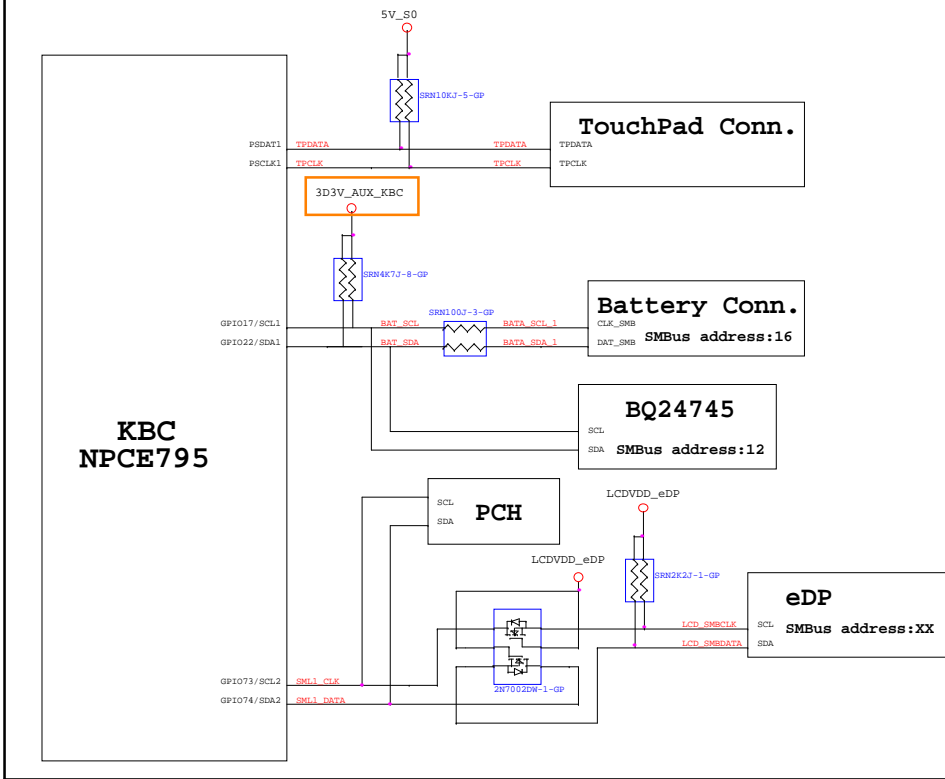 5V_S0
SRN10KJ-5-GP
TouchPad Conn.
PSDAT1 TPDATA TPDATA TPDATA
PSCLK1 TPCLK TPCLK TPCLK
3D3V_AUX_KBC
SRN4K7J-8-GP
Battery Conn.
SRN100J-3-GP
GPIO17/SCL1 BAT_SCL BATA_SCL_1 CLK_SMB
GPIO22/SDA1 BAT_SDA BATA_SDA_1 DAT_SMB SMBus address:16
BQ24745
KBC
NPCE795
SCL
SDA SMBus address:12
LCDVDD_eDP
SCL
SDA
PCH
LCDVDD_eDP
SRN2K2J-1-GP
eDP
LCD_SMBCLK SCL SMBus address:XX
LCD_SMBDATA SDA
GPIO73/SCL2 SML1_CLK
2N7002DW-1-GP
GPIO74/SDA2 SML1_DATA